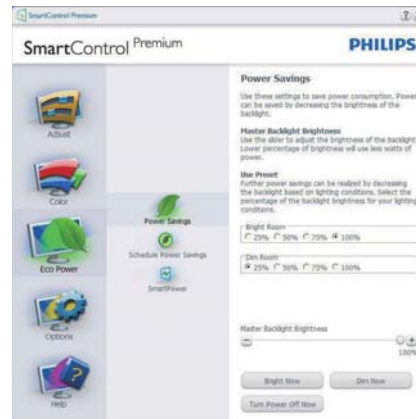 SmartControl Premium
SmartControl Premium
PHILIPS
Adjust
Color
Eco Power
Options
Help
Power Savings
Schedule Power Savings
SmartPower
Power Savings
Use these settings to save power consumption. Power
can be saved by decreasing the brightness of the
backlight.
Master Backlight Brightness
Use the slider to adjust the brightness of the backlight
Lower percentage of brightness will use less watts of
power.
Use Preset
Further power savings can be realized by decreasing
the backlight based on lighting conditions. Select the
percentage of the backlight brightness for your lighting
conditions.
Bright Room
25% 50% 75% 100%
Dim Room
25% 50% 75% 100%
Master Backlight Brightness
100%
Bright Now
Dim Now
Turn Power Off Now